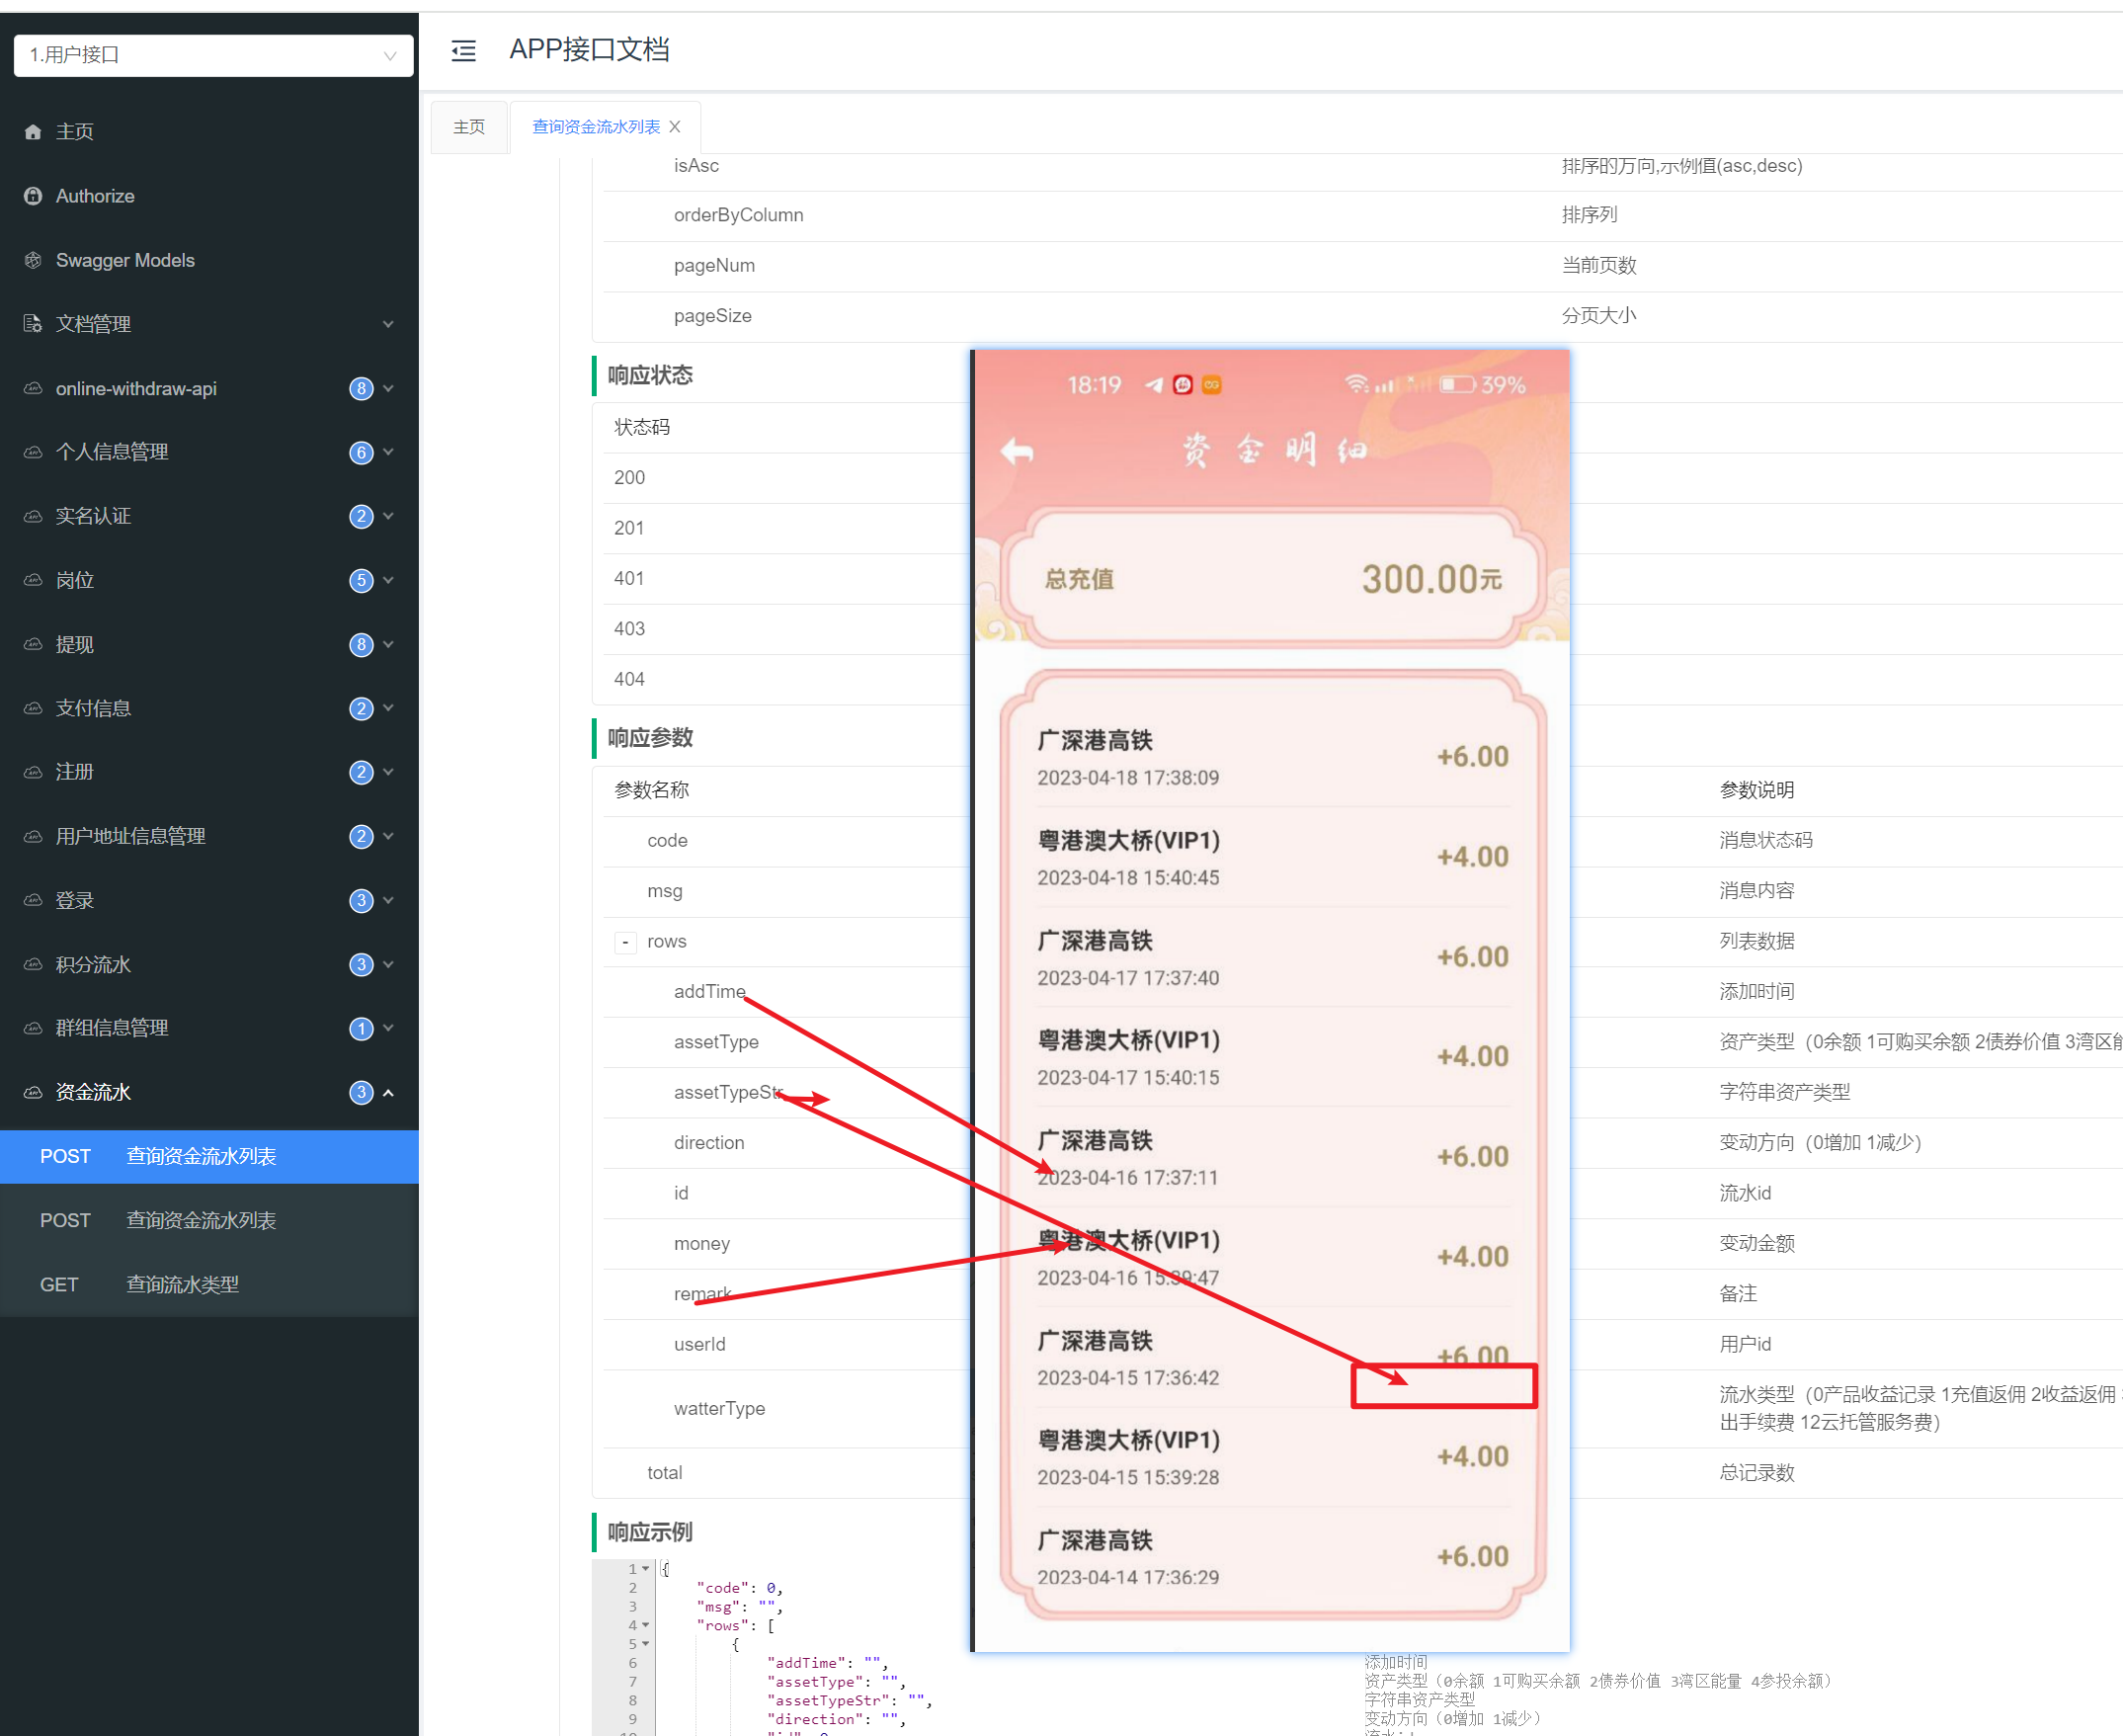 1.用户接口
主页
Authorize
Swagger Models
文档管理
online-withdraw-api 8
个人信息管理 6
实名认证 2
岗位 5
提现 8
支付信息 2
注册 2
用户地址信息管理 2
登录 3
积分流水 3
群组信息管理 1
资金流水 3
POST 查询资金流水列表
POST 查询资金流水列表
GET 查询流水类型
APP接口文档
主页 查询资金流水列表
isAsc 排序的方向,示例值(asc,desc)
orderByColumn 排序列
pageNum 当前页数
pageSize 分页大小
响应状态
状态码
200
201
401
403
404
响应参数
参数名称 参数说明
code 消息状态码
msg 消息内容
- rows 列表数据
addTime 添加时间
assetType 资产类型（0余额 1可购买余额 2债券价值 3湾区能
assetTypeStr 字符串资产类型
direction 变动方向（0增加 1减少）
id 流水id
money 变动金额
remark 备注
userId 用户id
watterType 流水类型（0产品收益记录 1充值返佣 2收益返佣
出手续费 12云托管服务费）
total 总记录数
18:19 39%
资金明细
总充值 300.00元
广深港高铁
2023-04-18 17:38:09
+6.00
粤港澳大桥(VIP1)
2023-04-18 15:40:45
+4.00
广深港高铁
2023-04-17 17:37:40
+6.00
粤港澳大桥(VIP1)
2023-04-17 15:40:15
+4.00
广深港高铁
2023-04-16 17:37:11
+6.00
粤港澳大桥(VIP1)
2023-04-16 15:39:47
+4.00
广深港高铁
2023-04-15 17:36:42
+6.00
粤港澳大桥(VIP1)
2023-04-15 15:39:28
+4.00
广深港高铁
2023-04-14 17:36:29
+6.00
响应示例
1 {
2 "code": 0,
3 "msg": "",
4 "rows": [
5 {
6 "addTime": "", 添加时间
7 "assetType": "", 资产类型（0余额 1可购买余额 2债券价值 3湾区能量 4参投余额）
8 "assetTypeStr": "", 字符串资产类型
9 "direction": "", 变动方向（0增加 1减少）